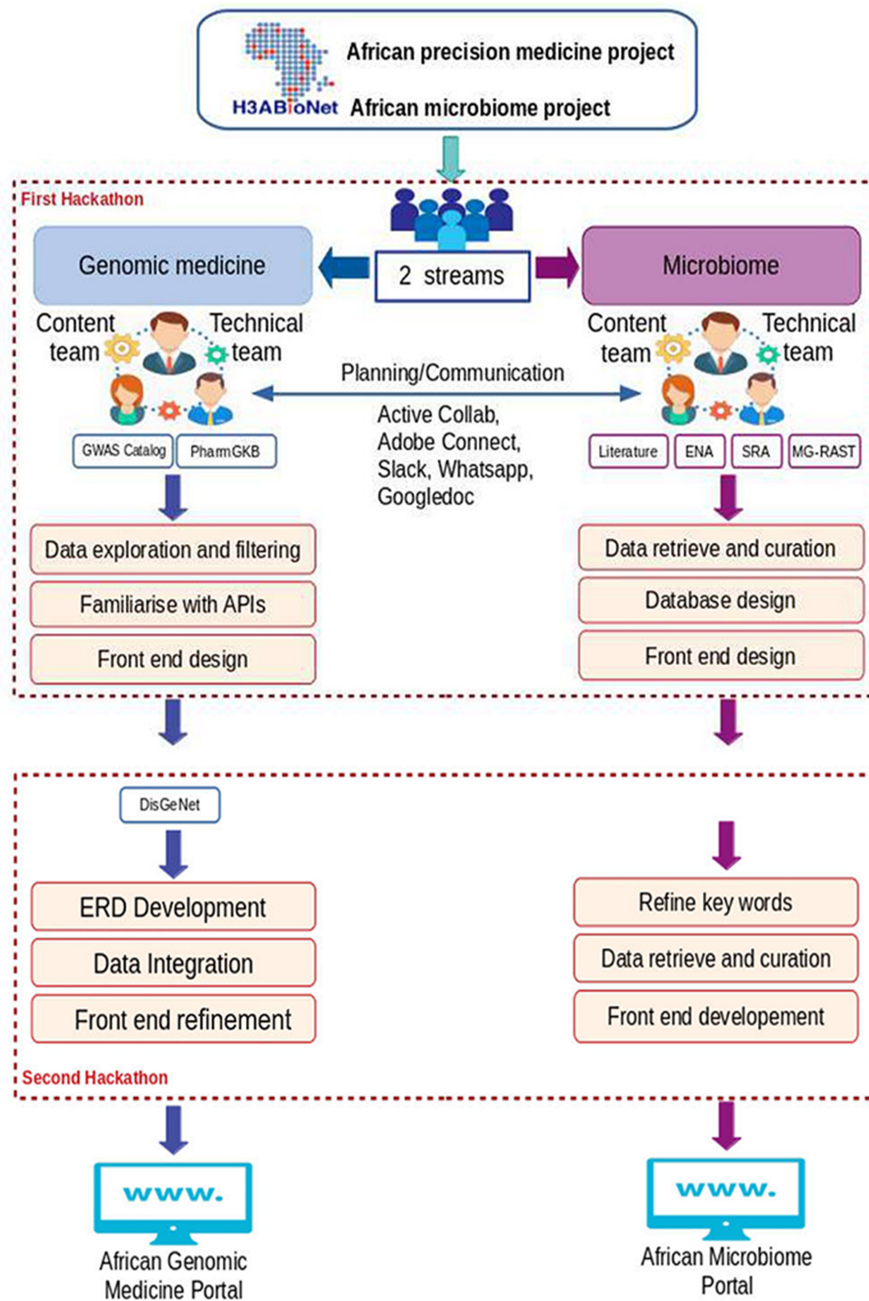 African precision medicine project
H3ABioNet
African microbiome project
First Hackathon
Genomic medicine
2 streams
Microbiome
Content
team
Technical
team
Content
team
Technical
team
Planning/Communication
Active Collab,
Adobe Connect,
Slack, Whatsapp,
Googledoc
GWAS Catalog
PharmGKB
Literature
ENA
SRA
MG-RAST
Data exploration and filtering
Familiarise with APIs
Front end design
Data retrieve and curation
Database design
Front end design
DisGeNet
ERD Development
Data Integration
Front end refinement
Refine key words
Data retrieve and curation
Front end developement
Second Hackathon
www.
African Genomic
Medicine Portal
www.
African Microbiome
Portal